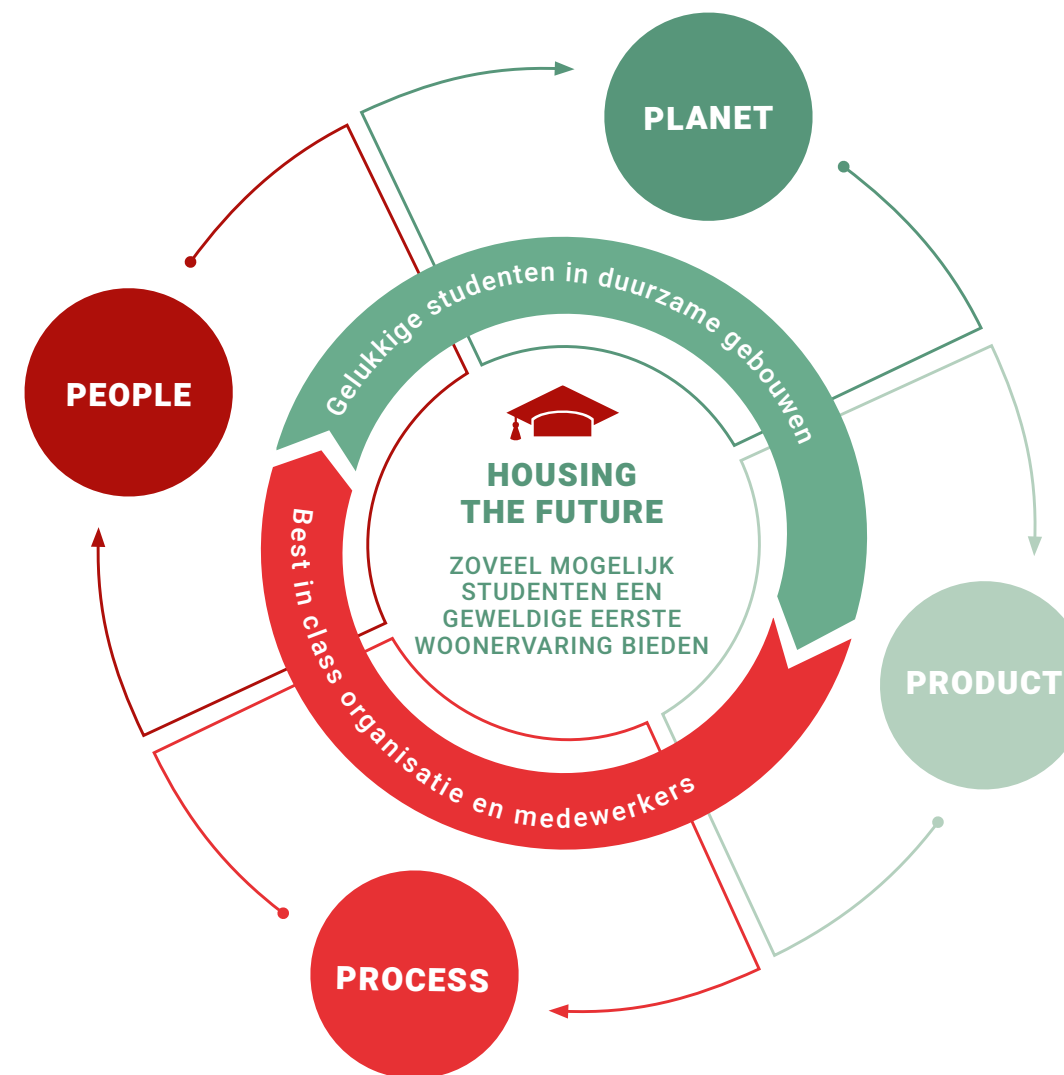 PLANET
Gelukkige studenten in duurzame gebouwen
PEOPLE
HOUSING
THE FUTURE
ZOVEEL MOGELIJK
STUDENTEN EEN
GEWELDIGE EERSTE
WOONERVARING BIEDEN
Best in class organisatie en medewerkers
PRODUCT
PROCESS